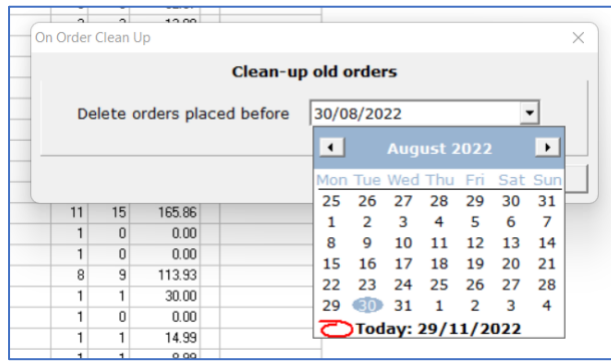 On Order Clean Up
Clean-up old orders
Delete orders placed before 30/08/2022
August 2022
Mon Tue Wed Thu Fri Sat Sun
25 26 27 28 29 30 31
1 2 3 4 5 6 7
8 9 10 11 12 13 14
15 16 17 18 19 20 21
22 23 24 25 26 27 28
29 30 31 1 2 3 4
Today: 29/11/2022
11 15 165.86
1 0 0.00
1 0 0.00
8 9 113.93
1 1 30.00
1 0 0.00
1 1 14.99